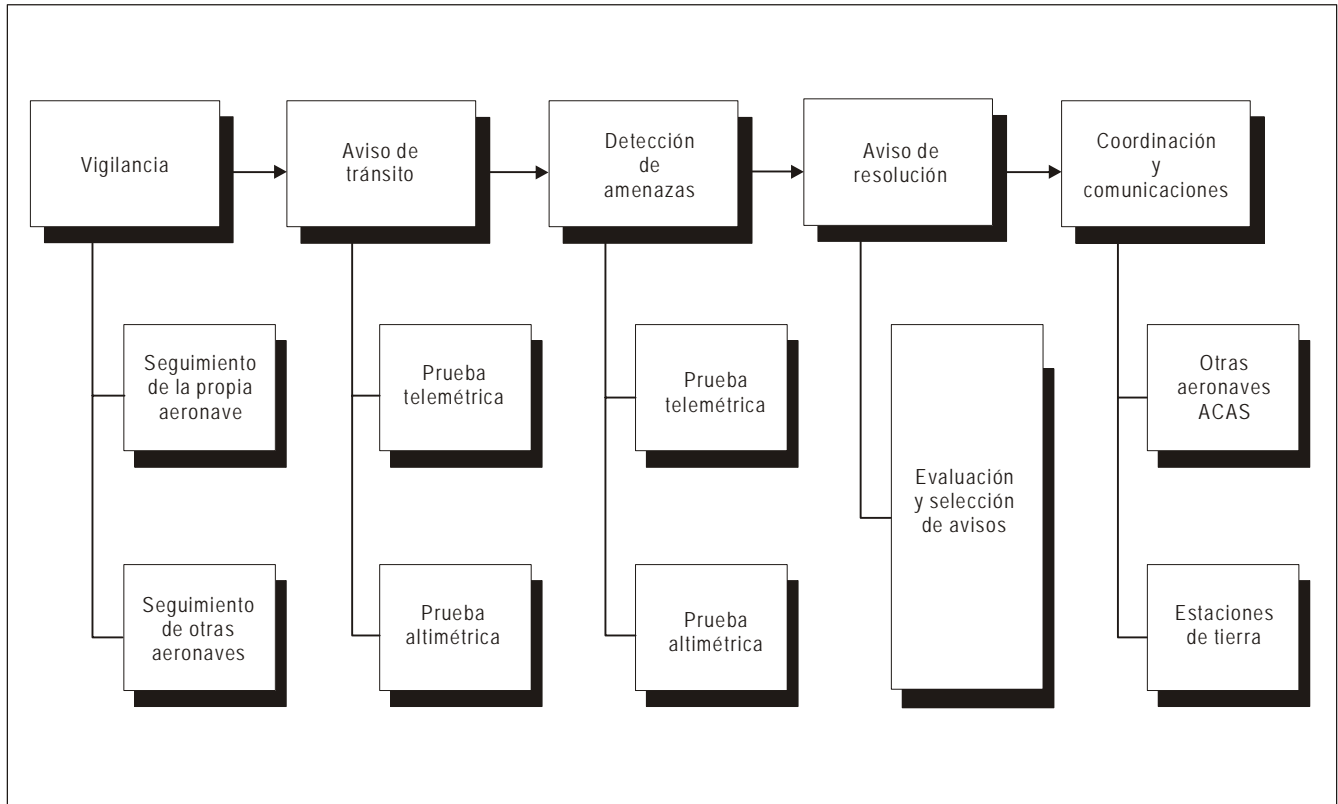 Vigilancia
Aviso de
tránsito
Detección
de
amenazas
Aviso de
resolución
Coordinación
y
comunicaciones
Seguimiento
de la propia
aeronave
Prueba
telemétrica
Prueba
telemétrica
Evaluación
y selección
de avisos
Otras
aeronaves
ACAS
Seguimiento
de otras
aeronaves
Prueba
altimétrica
Prueba
altimétrica
Estaciones
de tierra